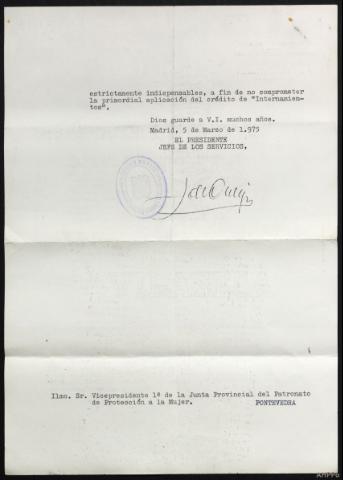 estrictamente indispensables, a fin de no comprometer
la primordial aplicación del crédito de "Internamien-
tos".
Dios guarde a V.I. muchos años.
Madrid, 5 de Marzo de 1.975
EL PRESIDENTE
JEFE DE LOS SERVICIOS,
Ilmo. Sr. Vicepresidente 1º de la Junta Provincial del Patronato
de Protección a la Mujer. PONTEVEDRA